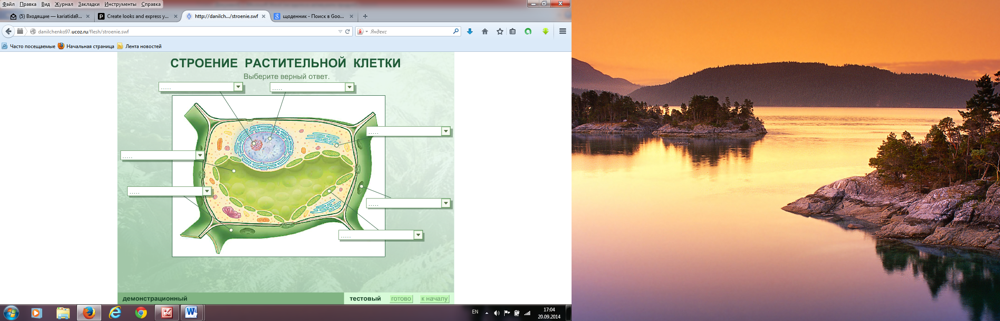 Файл Правка Вид Журнал Закладки Инструменты Справка
(5) Входящие — kariatida9...
Create looks and express y...
http://danilch.../stroenie.swf
щоденник - Поиск в Goo...
danilchenko97.ucoz.ru/flesh/stroenie.swf
Яндекс
Часто посещаемые Начальная страница Лента новостей
СТРОЕНИЕ РАСТИТЕЛЬНОЙ КЛЕТКИ
Выберите верный ответ.
.....
.....
.....
.....
.....
.....
.....
демонстрационный
тестовый готово к началу
EN
17:04
20.09.2014